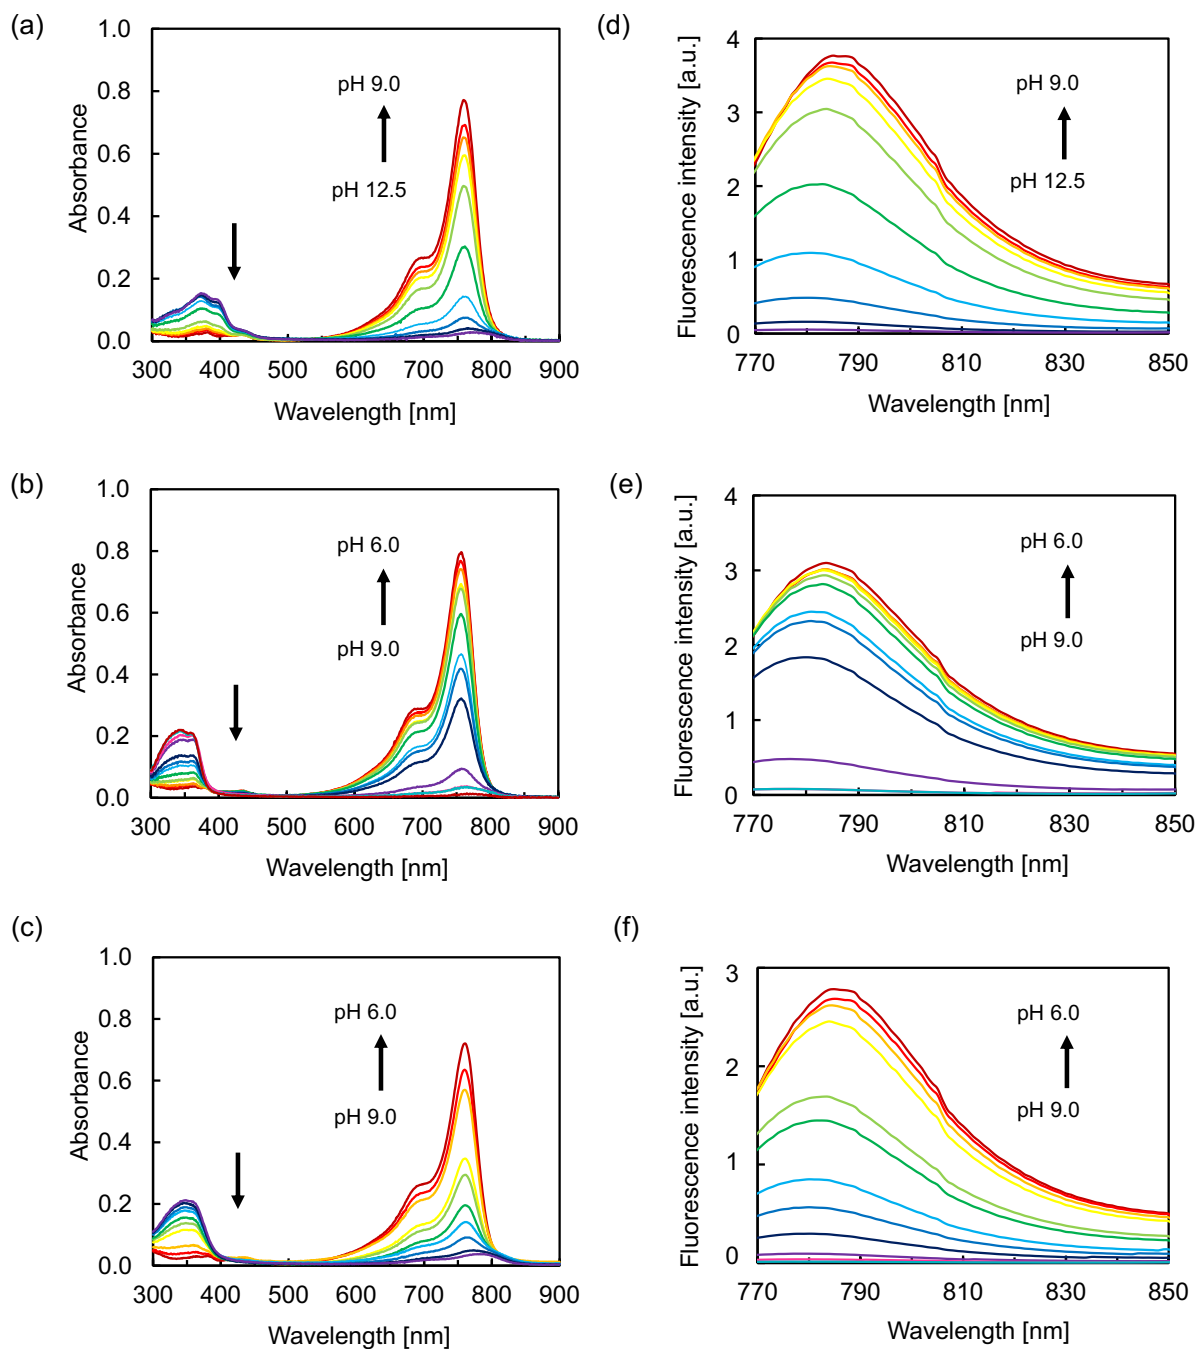 (a)
1.0
0.8
0.6
0.4
0.2
0.0
Absorbance
pH 9.0
pH 12.5
300 400 500 600 700 800 900
Wavelength [nm]
(d)
4
3
2
1
0
Fluorescence intensity [a.u.]
pH 9.0
pH 12.5
770 790 810 830 850
Wavelength [nm]
(b)
1.0
0.8
0.6
0.4
0.2
0.0
Absorbance
pH 6.0
pH 9.0
300 400 500 600 700 800 900
Wavelength [nm]
(e)
4
3
2
1
0
Fluorescence intensity [a.u.]
pH 6.0
pH 9.0
770 790 810 830 850
Wavelength [nm]
(c)
1.0
0.8
0.6
0.4
0.2
0.0
Absorbance
pH 6.0
pH 9.0
300 400 500 600 700 800 900
Wavelength [nm]
(f)
3
2
1
0
Fluorescence intensity [a.u.]
pH 6.0
pH 9.0
770 790 810 830 850
Wavelength [nm]